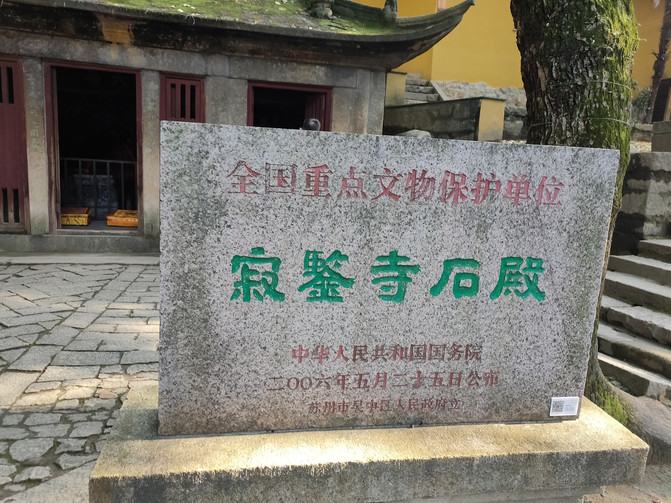 全国重点文物保护单位
寂鉴寺石殿
中华人民共和国国务院
二〇〇六年五月二十五日公布
苏州市吴中区人民政府立